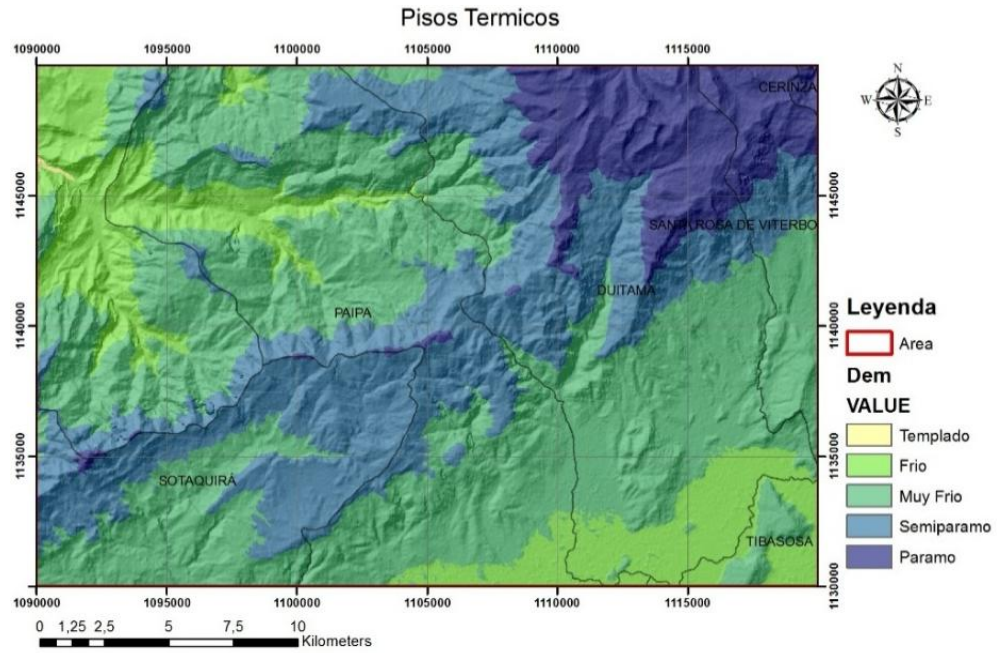 Pisos Termicos
1090000 1095000 1100000 1105000 1110000 1115000
N
W E
S
CERINZA
1145000 1145000
SANTA ROSA DE VITERBO
DUITAMA
PAIPA
1140000 1140000
Leyenda
Area
Dem
VALUE
Templado
Frio
Muy Frio
Semiparamo
Paramo
1135000 1135000
SOTAQUIRÁ
TIBASOSA
1130000 1130000
1090000 1095000 1100000 1105000 1110000 1115000
0 1,25 2,5 5 7,5 10
Kilometers